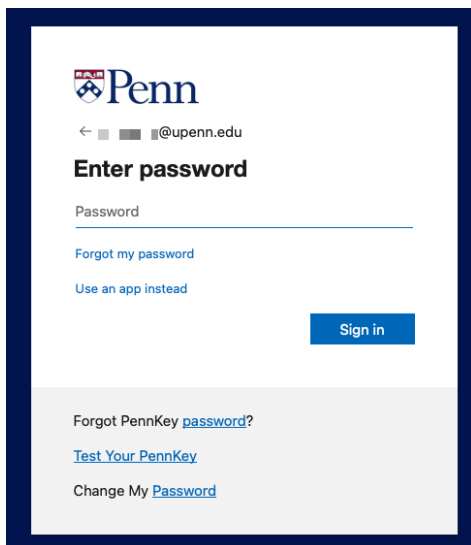 Penn
@upenn.edu
Enter password
Password
Forgot my password
Use an app instead
Sign in
Forgot PennKey password?
Test Your PennKey
Change My Password